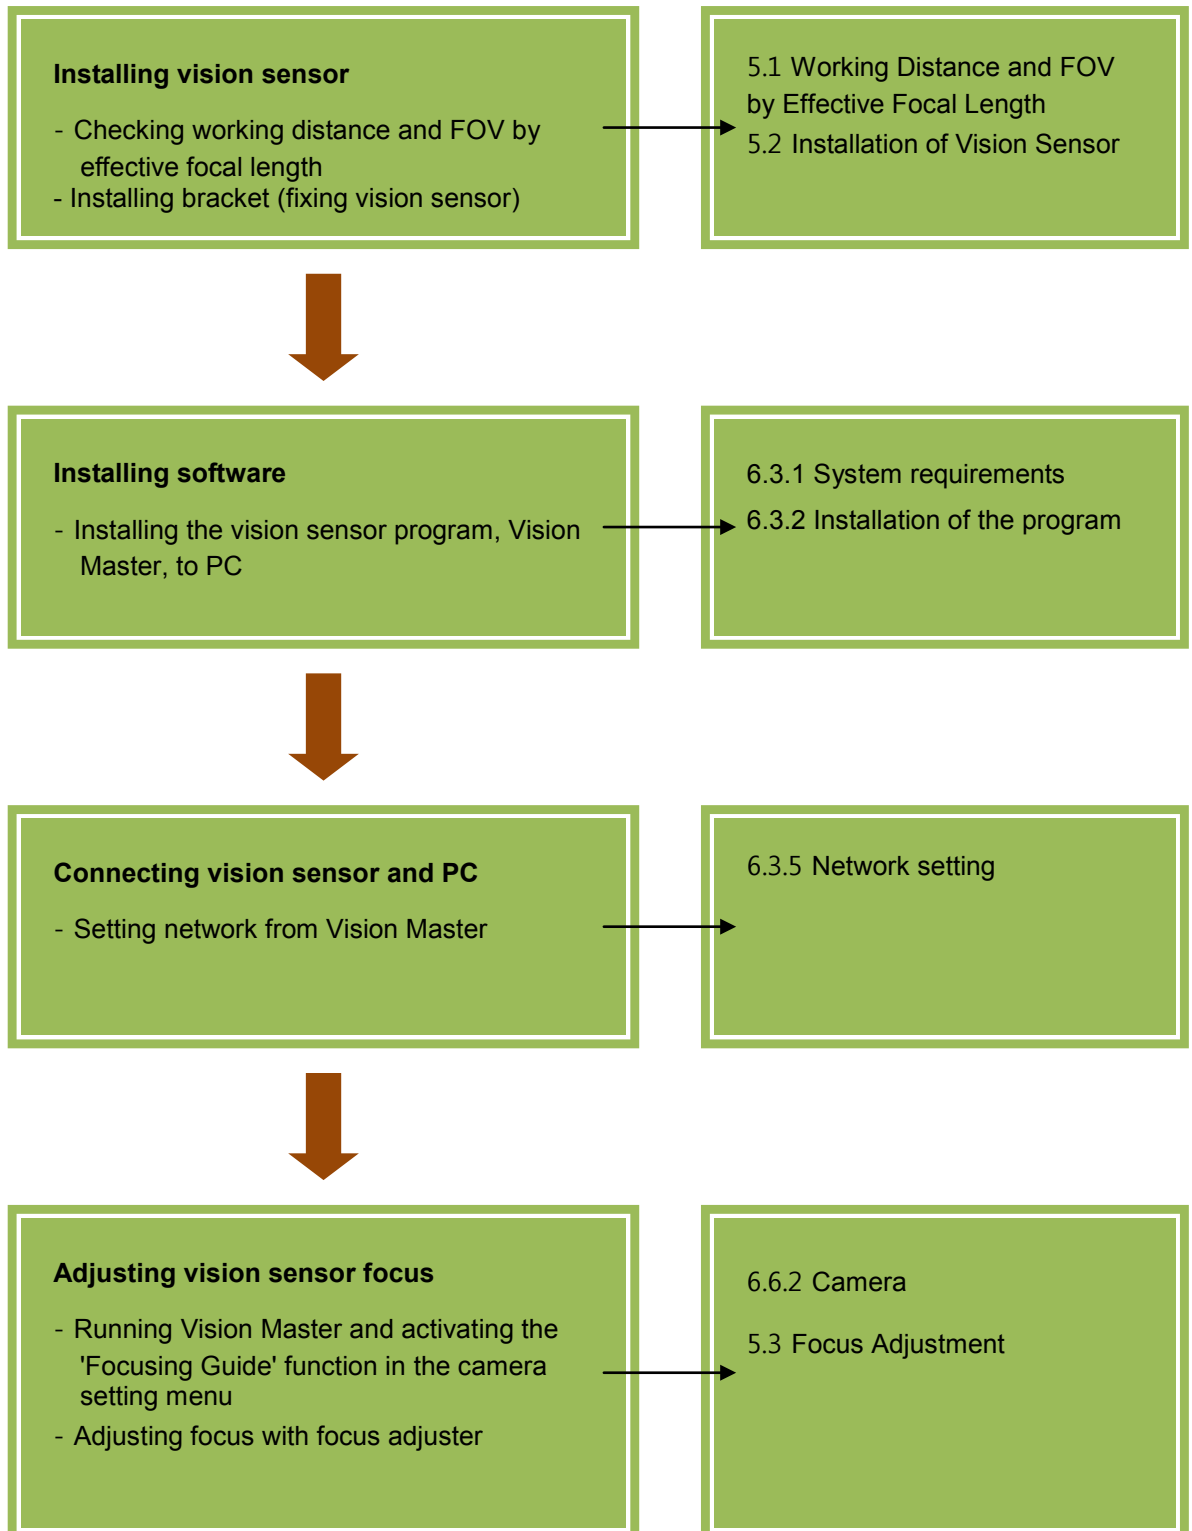 Installing vision sensor
- Checking working distance and FOV by
effective focal length
- Installing bracket (fixing vision sensor)
5.1 Working Distance and FOV
by Effective Focal Length
5.2 Installation of Vision Sensor
Installing software
- Installing the vision sensor program, Vision
Master, to PC
6.3.1 System requirements
6.3.2 Installation of the program
Connecting vision sensor and PC
- Setting network from Vision Master
6.3.5 Network setting
Adjusting vision sensor focus
- Running Vision Master and activating the
'Focusing Guide' function in the camera
setting menu
- Adjusting focus with focus adjuster
6.6.2 Camera
5.3 Focus Adjustment